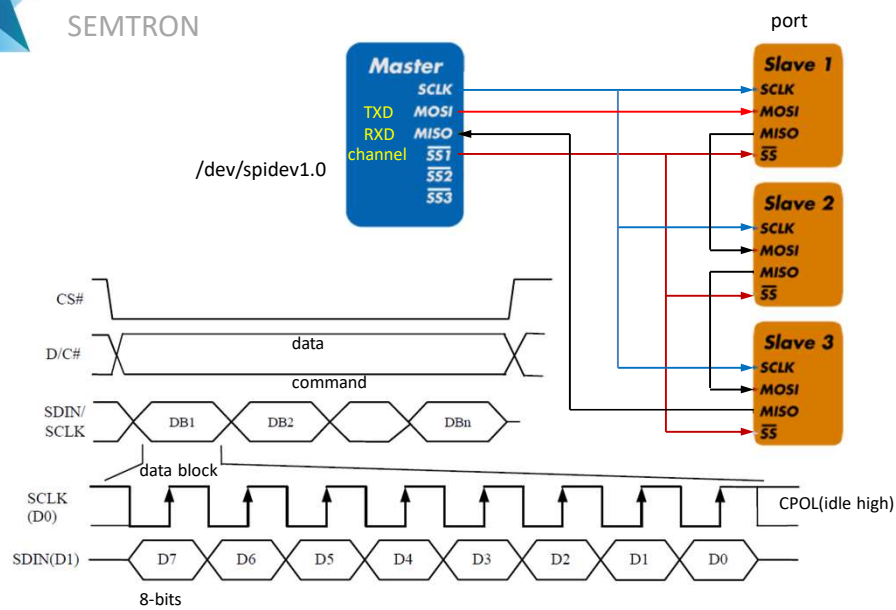 SEMTRON
port
Master
SCLK
TXD MOSI
RXD MISO
channel SS1
SS2
SS3
/dev/spidev1.0
Slave 1
SCLK
MOSI
MISO
SS
Slave 2
SCLK
MOSI
MISO
SS
Slave 3
SCLK
MOSI
MISO
SS
CS#
D/C#
data
command
SDIN/
SCLK
DB1 DB2 DBn
data block
SCLK
(D0)
CPOL(idle high)
SDIN(D1) D7 D6 D5 D4 D3 D2 D1 D0
8-bits